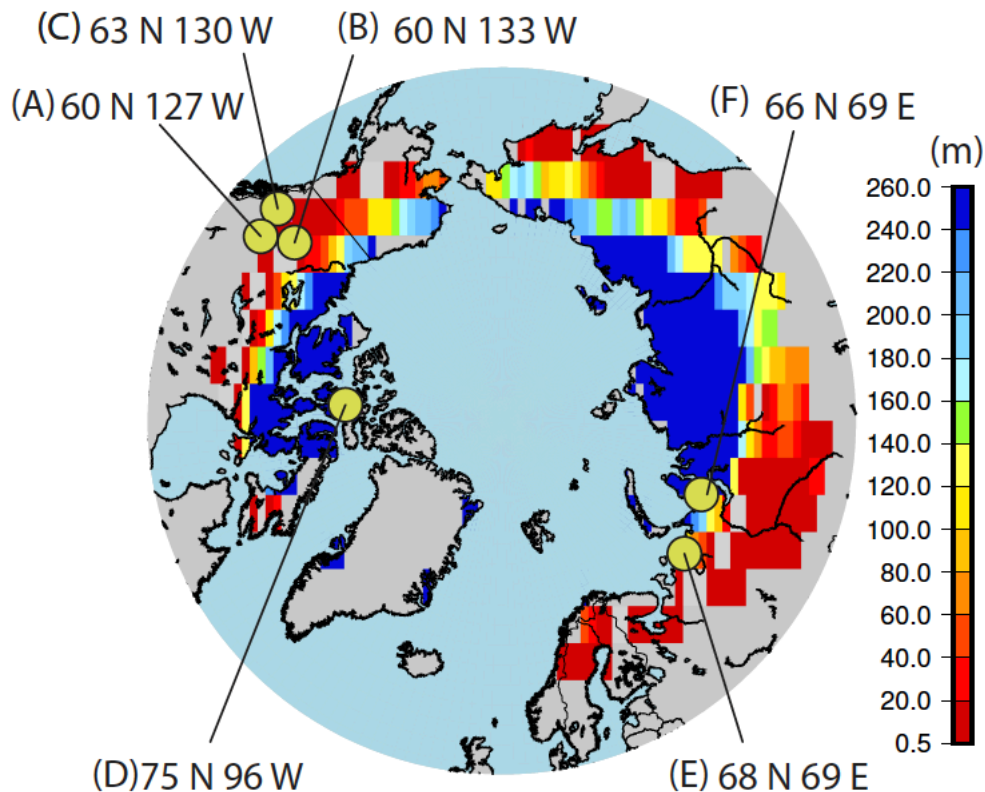 (C) 63 N 130 W
(B) 60 N 133 W
(A) 60 N 127 W
(F) 66 N 69 E
(m)
260.0
240.0
220.0
200.0
180.0
160.0
140.0
120.0
100.0
80.0
60.0
40.0
20.0
0.5
(D)75 N 96 W
(E) 68 N 69 E